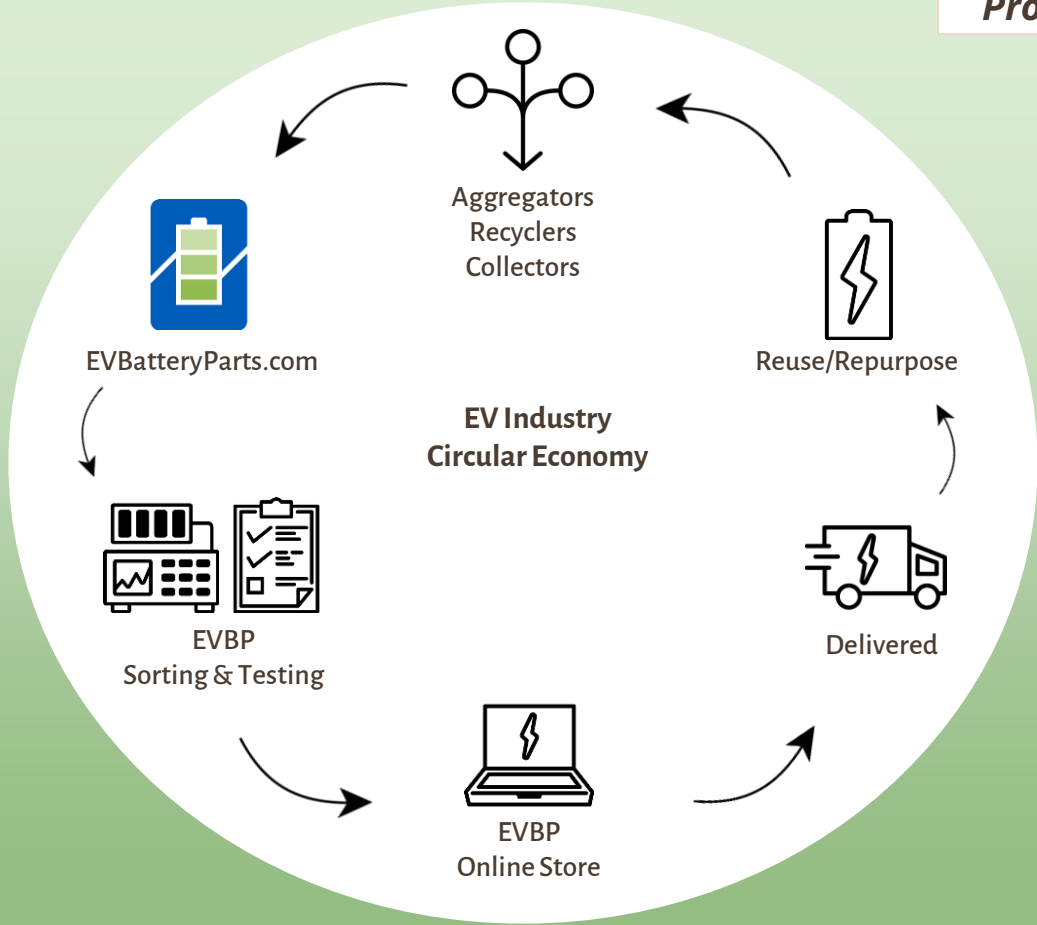 Aggregators
Recyclers
Collectors
EVBatteryParts.com
Reuse/Repurpose
EV Industry
Circular Economy
EVBP
Sorting & Testing
Delivered
EVBP
Online Store